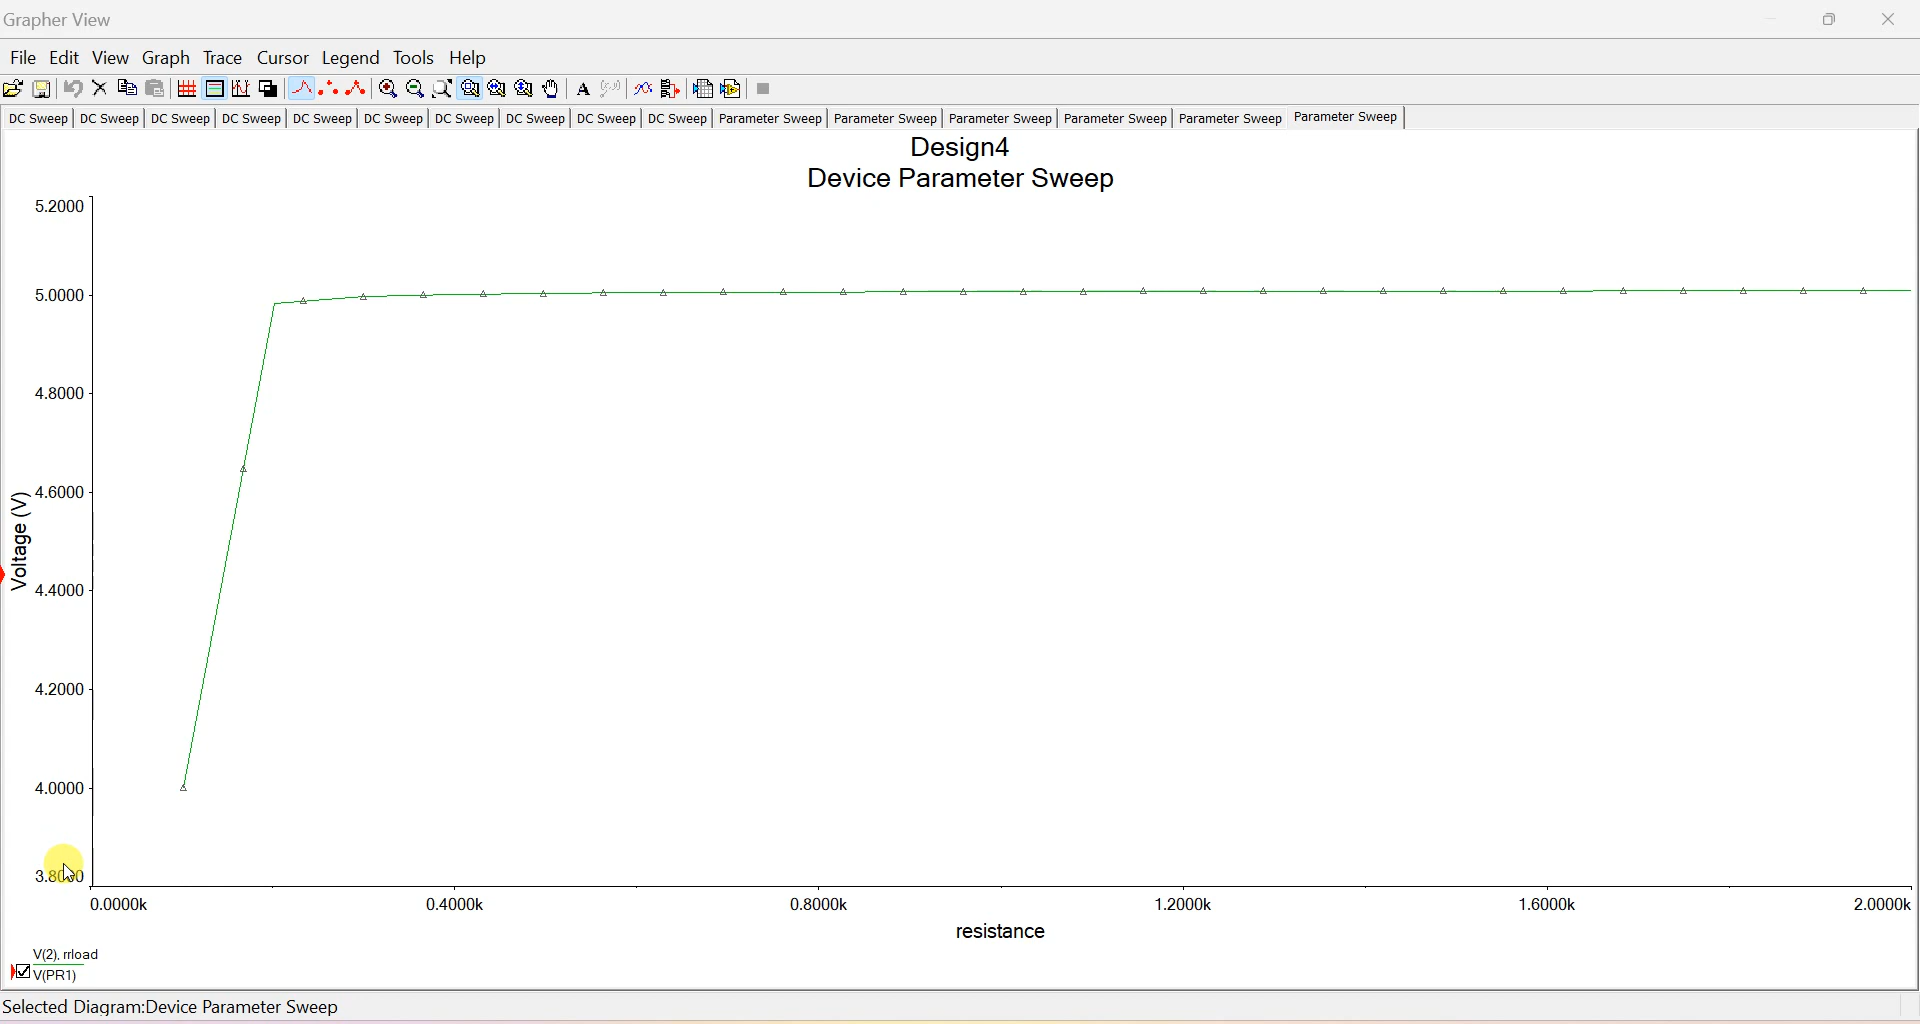 Grapher View
File Edit View Graph Trace Cursor Legend Tools Help
DC Sweep DC Sweep DC Sweep DC Sweep DC Sweep DC Sweep DC Sweep DC Sweep DC Sweep DC Sweep Parameter Sweep Parameter Sweep Parameter Sweep Parameter Sweep Parameter Sweep Parameter Sweep
Design4
Device Parameter Sweep
5.2000
5.0000
4.8000
4.6000
4.4000
4.2000
4.0000
3.8000
Voltage (V)
0.0000k 0.4000k 0.8000k 1.2000k 1.6000k 2.0000k
resistance
V(2), rrload
V(PR1)
Selected Diagram:Device Parameter Sweep